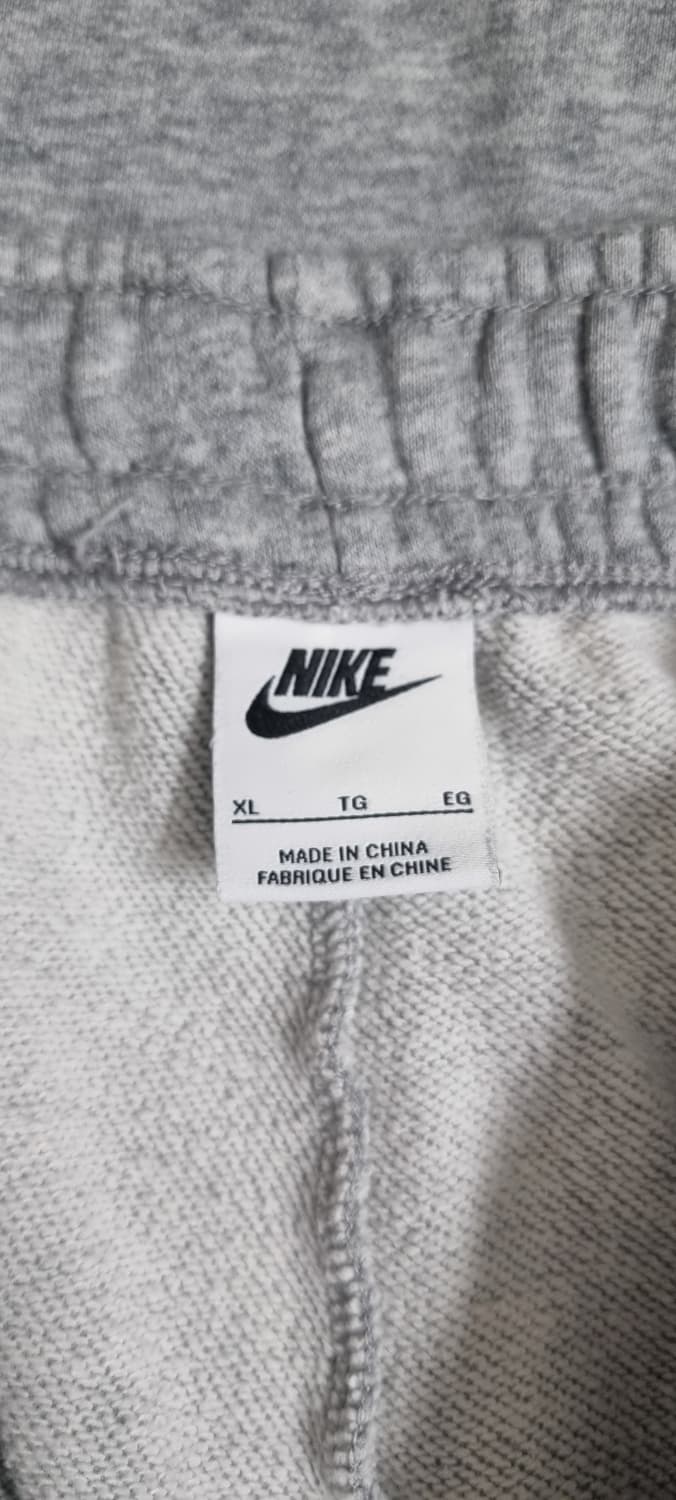 NIKE
XL TG EG
MADE IN CHINA
FABRIQUE EN CHINE